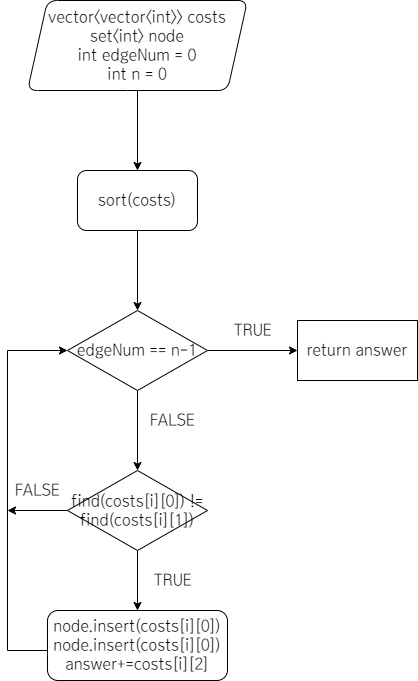 vector<vector<int>> costs
set<int> node
int edgeNum = 0
int n = 0
sort(costs)
edgeNum == n-1
TRUE
return answer
FALSE
find(costs[i][0]) !=
find(costs[i][1])
FALSE
TRUE
node.insert(costs[i][0])
node.insert(costs[i][0])
answer+=costs[i][2]